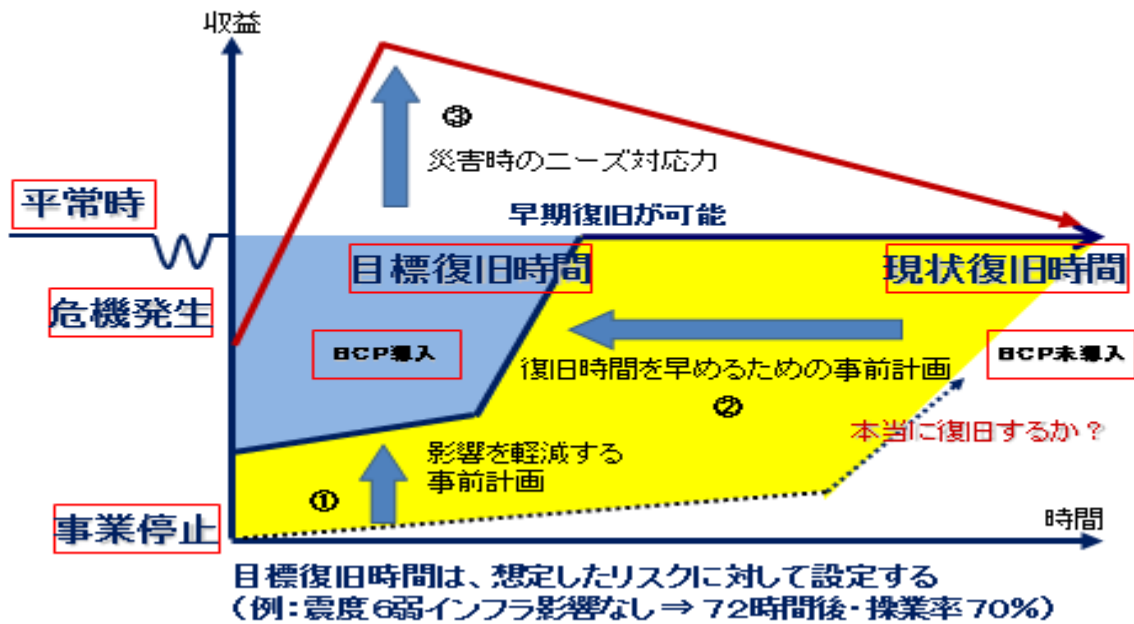 収益
③
災害時のニーズ対応力
平常時
早期復旧が可能
目標復旧時間
現状復旧時間
危機発生
BCP導入
BCP未導入
復旧時間を早めるための事前計画
②
本当に復旧するか？
影響を軽減する
事前計画
①
事業停止
時間
目標復旧時間は、想定したリスクに対して設定する
（例：震度6弱インフラ影響なし⇒72時間後・操業率70%）